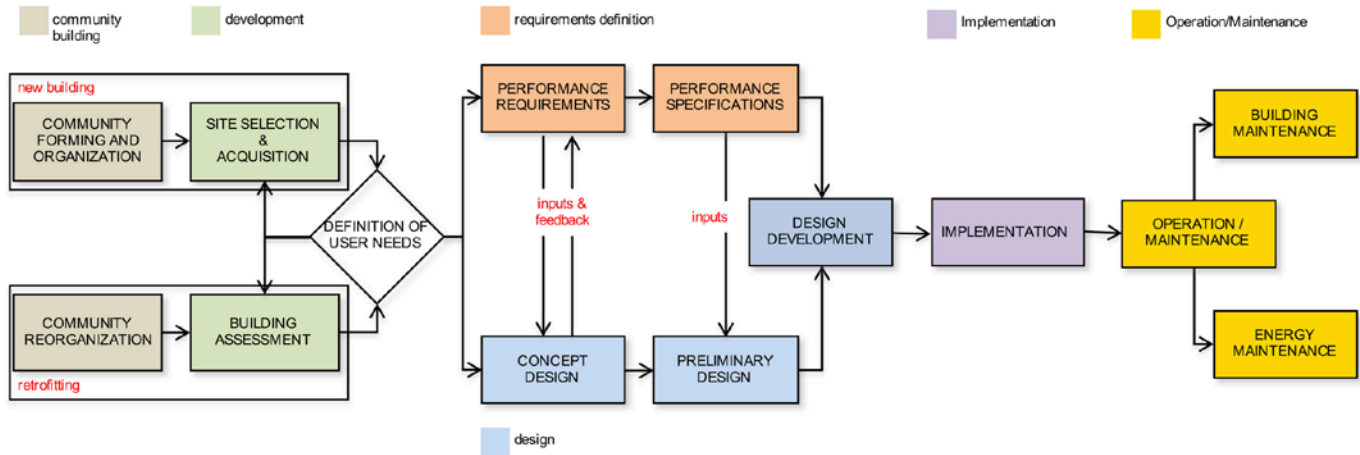 community
building
development
requirements definition
Implementation
Operation/Maintenance
new building
COMMUNITY
FORMING AND
ORGANIZATION
SITE SELECTION
&
ACQUISITION
PERFORMANCE
REQUIREMENTS
PERFORMANCE
SPECIFICATIONS
BUILDING
MAINTENANCE
inputs &
feedback
inputs
DEFINITION OF
USER NEEDS
DESIGN
DEVELOPMENT
IMPLEMENTATION
OPERATION /
MAINTENANCE
COMMUNITY
REORGANIZATION
BUILDING
ASSESSMENT
retrofitting
CONCEPT
DESIGN
PRELIMINARY
DESIGN
ENERGY
MAINTENANCE
design